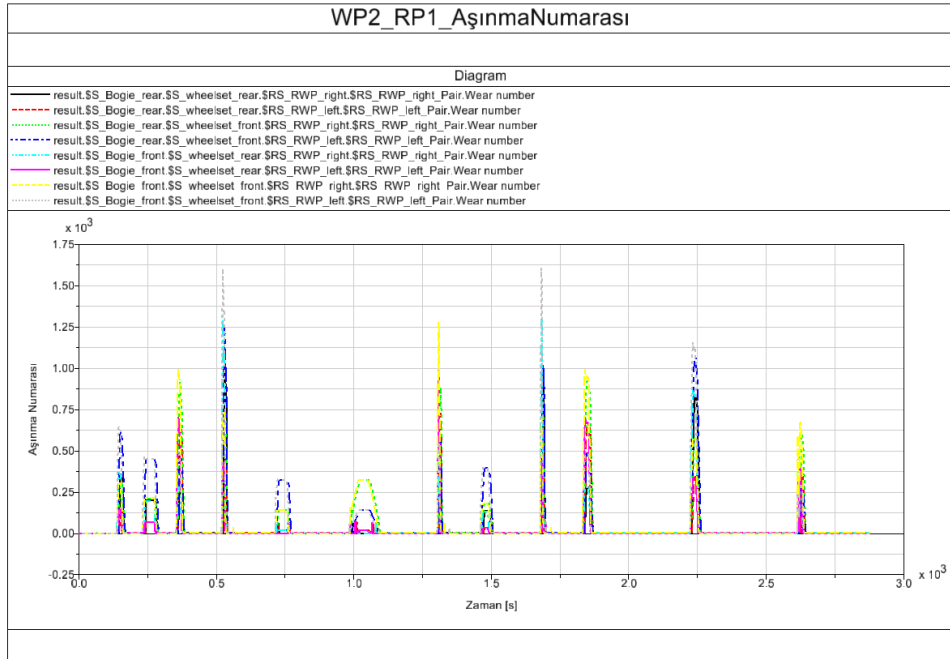 WP2_RP1_AşınmaNumarası
Diagram
result.$S_Bogie_rear.$S_wheelset_rear.$RS_RWP_right.$RS_RWP_right_Pair.Wear number
result.$S_Bogie_rear.$S_wheelset_rear.$RS_RWP_left.$RS_RWP_left_Pair.Wear number
result.$S_Bogie_rear.$S_wheelset_front.$RS_RWP_right.$RS_RWP_right_Pair.Wear number
result.$S_Bogie_rear.$S_wheelset_front.$RS_RWP_left.$RS_RWP_left_Pair.Wear number
result.$S_Bogie_front.$S_wheelset_rear.$RS_RWP_right.$RS_RWP_right_Pair.Wear number
result.$S_Bogie_front.$S_wheelset_rear.$RS_RWP_left.$RS_RWP_left_Pair.Wear number
result.$S_Bogie_front.$S_wheelset_front.$RS_RWP_right.$RS_RWP_right_Pair.Wear number
result.$S_Bogie_front.$S_wheelset_front.$RS_RWP_left.$RS_RWP_left_Pair.Wear number
x 10^3
1.75
1.50
1.25
1.00
0.75
0.50
0.25
0.00
-0.25
Aşınma Numarası
0.0 0.5 1.0 1.5 2.0 2.5 3.0
x 10^3
Zaman [s]